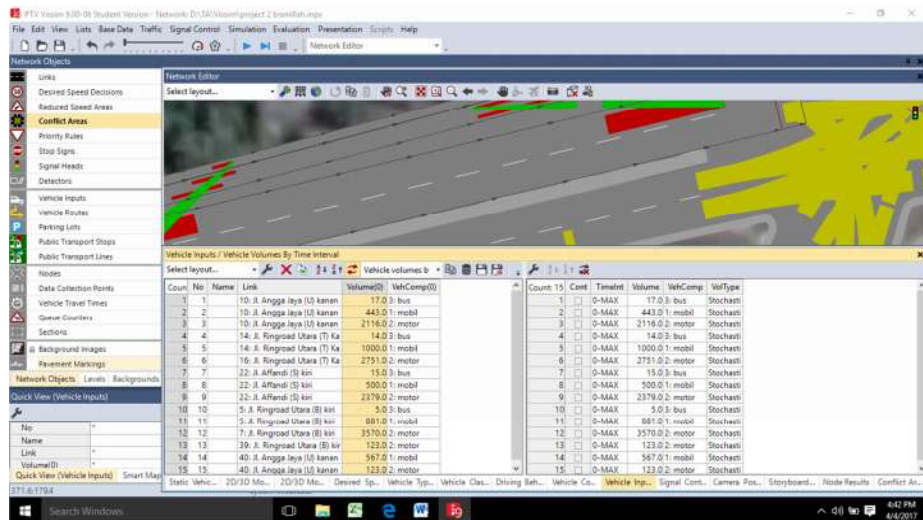 PTV Vissim 9.00-08 Student Version - Network: D:\TA\Vissim\project 2 bismillah.inpx
File Edit View Lists Base Data Traffic Signal Control Simulation Evaluation Presentation Scripts Help
Network Editor
Network Objects
Links
Desired Speed Decisions
Reduced Speed Areas
Conflict Areas
Priority Rules
Stop Signs
Signal Heads
Detectors
Vehicle Inputs
Vehicle Routes
Parking Lots
Public Transport Stops
Public Transport Lines
Nodes
Data Collection Points
Vehicle Travel Times
Queue Counters
Sections
Background Images
Pavement Markings
Network Objects Levels Backgrounds
Quick View (Vehicle Inputs)
No
Name
Link
Volume(0)
Quick View (Vehicle Inputs) Smart Map
Network Editor
Select layout...
Vehicle Inputs / Vehicle Volumes By Time Interval
Select layout... Vehicle volumes b
Coun No Name Link Volume(0) VehComp(0)
1 1 10: Jl. Angga Jaya (U) kanan 17.0 3: bus
2 2 10: Jl. Angga Jaya (U) kanan 443.0 1: mobil
3 3 10: Jl. Angga Jaya (U) kanan 2116.0 2: motor
4 4 14: Jl. Ringroad Utara (T) Ka 14.0 3: bus
5 5 14: Jl. Ringroad Utara (T) Ka 1000.0 1: mobil
6 6 16: Jl. Ringroad Utara (T) Ka 2751.0 2: motor
7 7 22: Jl. Affandi (S) kiri 15.0 3: bus
8 8 22: Jl. Affandi (S) kiri 500.0 1: mobil
9 9 22: Jl. Affandi (S) kiri 2379.0 2: motor
10 10 5: Jl. Ringroad Utara (B) kiri 5.0 3: bus
11 11 5: Jl. Ringroad Utara (B) kiri 881.0 1: mobil
12 12 7: Jl. Ringroad Utara (B) kiri 3570.0 2: motor
13 13 39: Jl. Ringroad Utara (B) kir 123.0 2: motor
14 14 40: Jl. Angga Jaya (U) kanan 567.0 1: mobil
15 15 40: Jl. Angga Jaya (U) kanan 123.0 2: motor
Count: 15 Cont TimeInt Volume VehComp VolType
1 0-MAX 17.0 3: bus Stochasti
2 0-MAX 443.0 1: mobil Stochasti
3 0-MAX 2116.0 2: motor Stochasti
4 0-MAX 14.0 3: bus Stochasti
5 0-MAX 1000.0 1: mobil Stochasti
6 0-MAX 2751.0 2: motor Stochasti
7 0-MAX 15.0 3: bus Stochasti
8 0-MAX 500.0 1: mobil Stochasti
9 0-MAX 2379.0 2: motor Stochasti
10 0-MAX 5.0 3: bus Stochasti
11 0-MAX 881.0 1: mobil Stochasti
12 0-MAX 3570.0 2: motor Stochasti
13 0-MAX 123.0 2: motor Stochasti
14 0-MAX 567.0 1: mobil Stochasti
15 0-MAX 123.0 2: motor Stochasti
Static Vehic... 2D/3D Mo... 2D/3D Mo... Desired Sp... Vehicle Typ... Vehicle Clas... Driving Beh... Vehicle Co... Vehicle Inp... Signal Cont... Camera Pos... Storyboard... Node Results Conflict Ar...
371.6:179.4
Search Windows
4:42 PM
4/4/2017